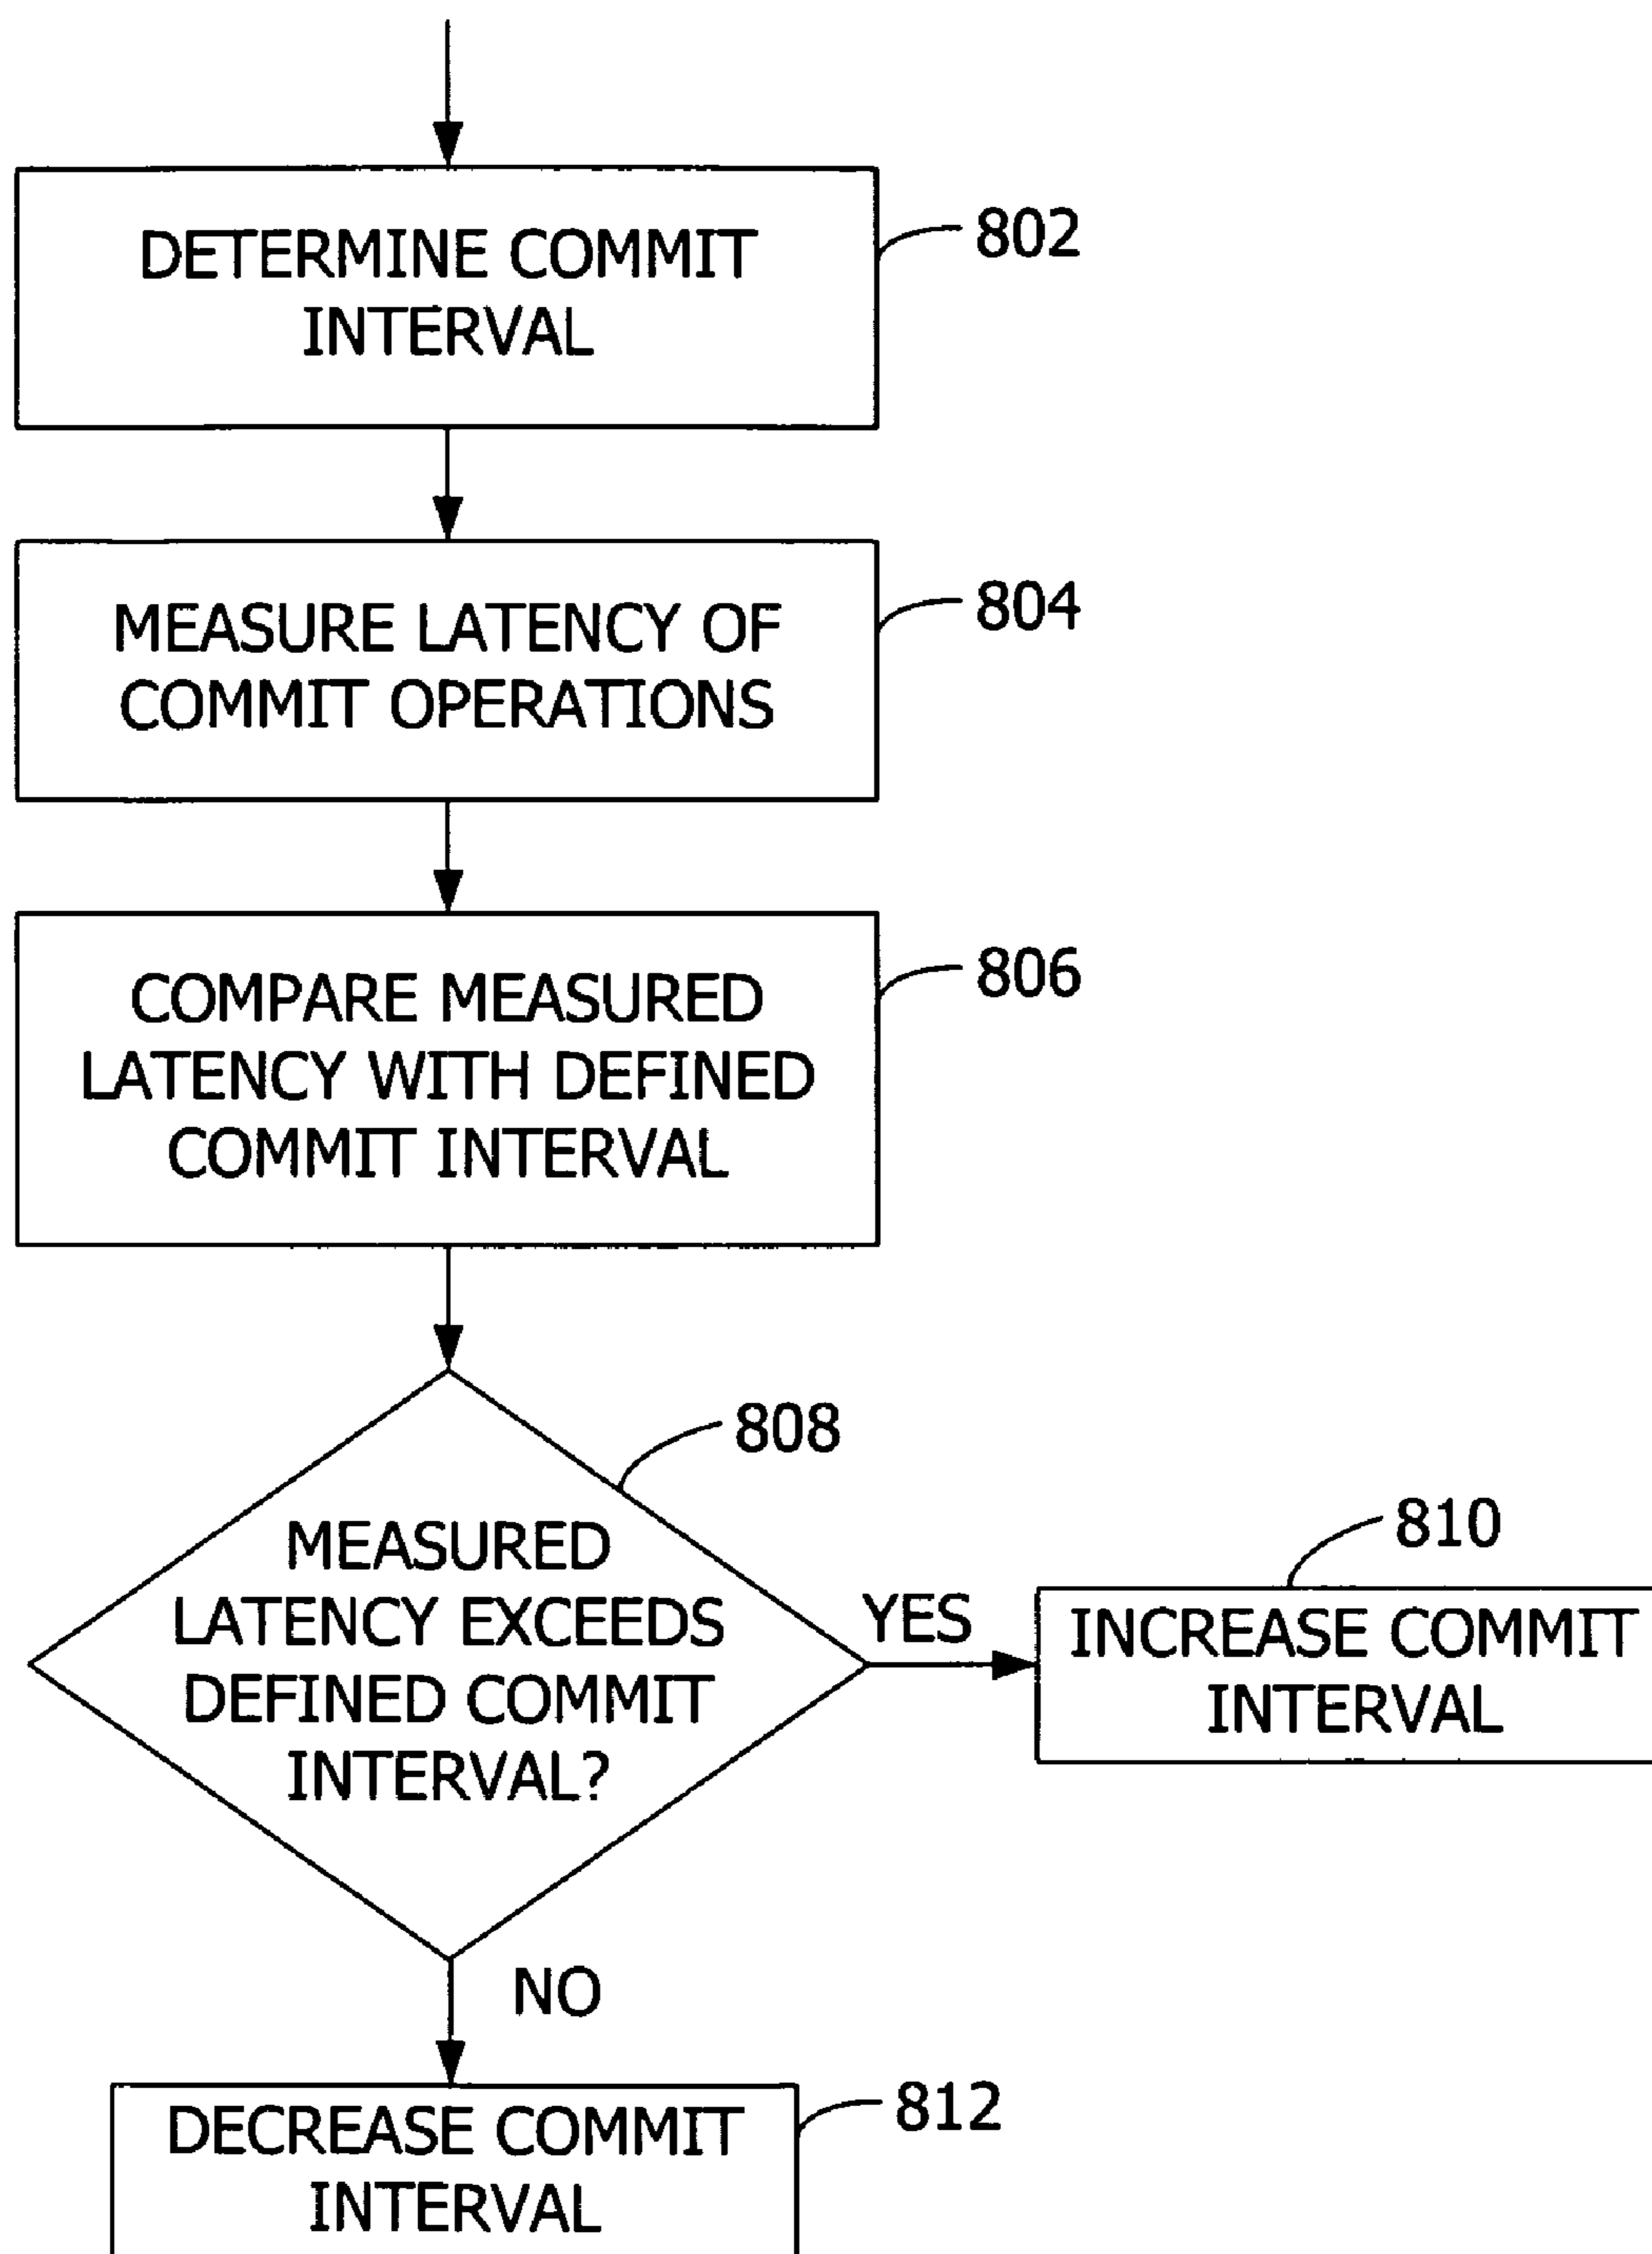 DETERMINE COMMIT
INTERVAL
802
MEASURE LATENCY OF
COMMIT OPERATIONS
804
COMPARE MEASURED
LATENCY WITH DEFINED
COMMIT INTERVAL
806
808
MEASURED
LATENCY EXCEEDS
DEFINED COMMIT
INTERVAL?
YES
810
INCREASE COMMIT
INTERVAL
NO
812
DECREASE COMMIT
INTERVAL